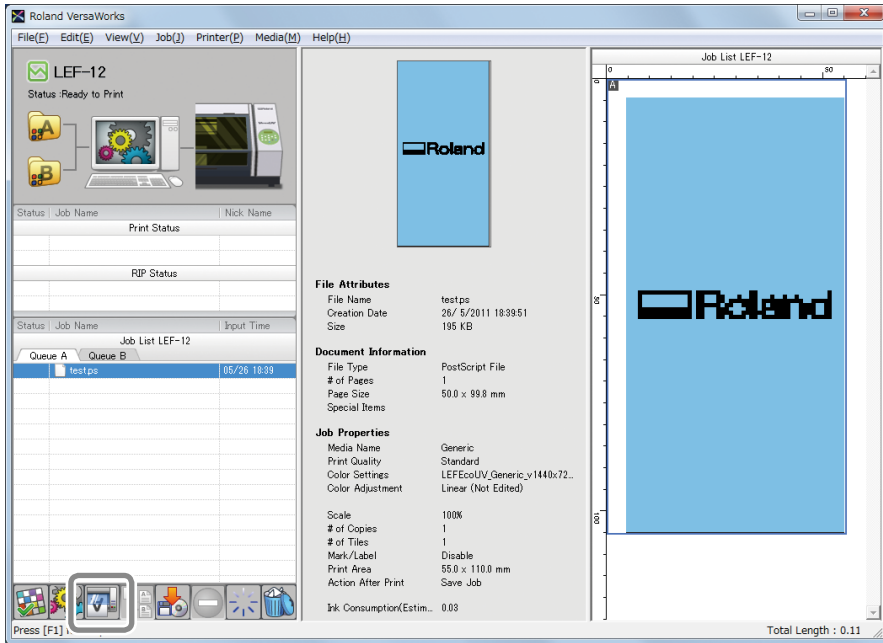 Roland VersaWorks
File(F) Edit(E) View(V) Job(J) Printer(P) Media(M) Help(H)
LEF-12
Status :Ready to Print
A
B
Status Job Name Nick Name
Print Status
RIP Status
Status Job Name Input Time
Job List LEF-12
Queue A Queue B
test.ps 05/26 18:39
Roland
File Attributes
File Name test.ps
Creation Date 26/ 5/2011 18:39:51
Size 195 KB
Document Information
File Type PostScript File
# of Pages 1
Page Size 50.0 x 99.8 mm
Special Items
Job Properties
Media Name Generic
Print Quality Standard
Color Settings LEFEcoUV_Generic_v1440x72...
Color Adjustment Linear (Not Edited)
Scale 100%
# of Copies 1
# of Tiles 1
Mark/Label Disable
Print Area 55.0 x 110.0 mm
Action After Print Save Job
Ink Consumption(Estim... 0.03
Job List LEF-12
0 50
0
A
50
Roland
100
Press [F1]
Total Length : 0.11